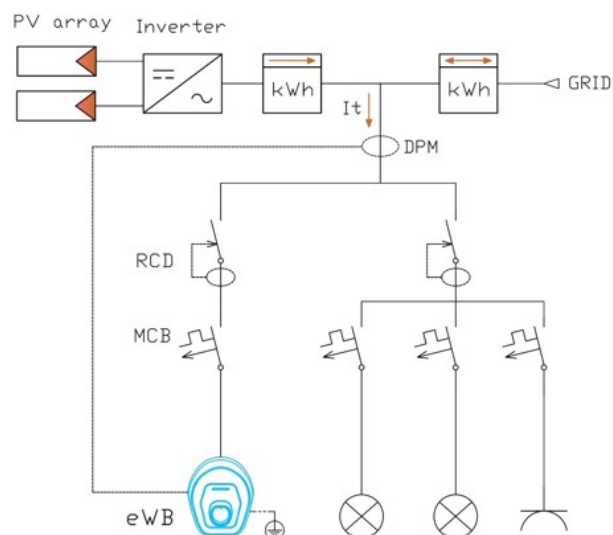 PV array
Inverter
kWh
kWh
GRID
It
DPM
RCD
MCB
eWB